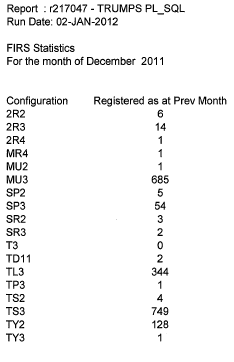 Report : r217047 - TRUMPS PL_SQL
Run Date: 02-JAN-2012
FIRS Statistics
For the month of December 2011
Configuration Registered as at Prev Month
2R2 6
2R3 14
2R4 1
MR4 1
MU2 1
MU3 685
SP2 5
SP3 54
SR2 3
SR3 2
T3 0
TD11 2
TL3 344
TP3 1
TS2 4
TS3 749
TY2 128
TY3 1